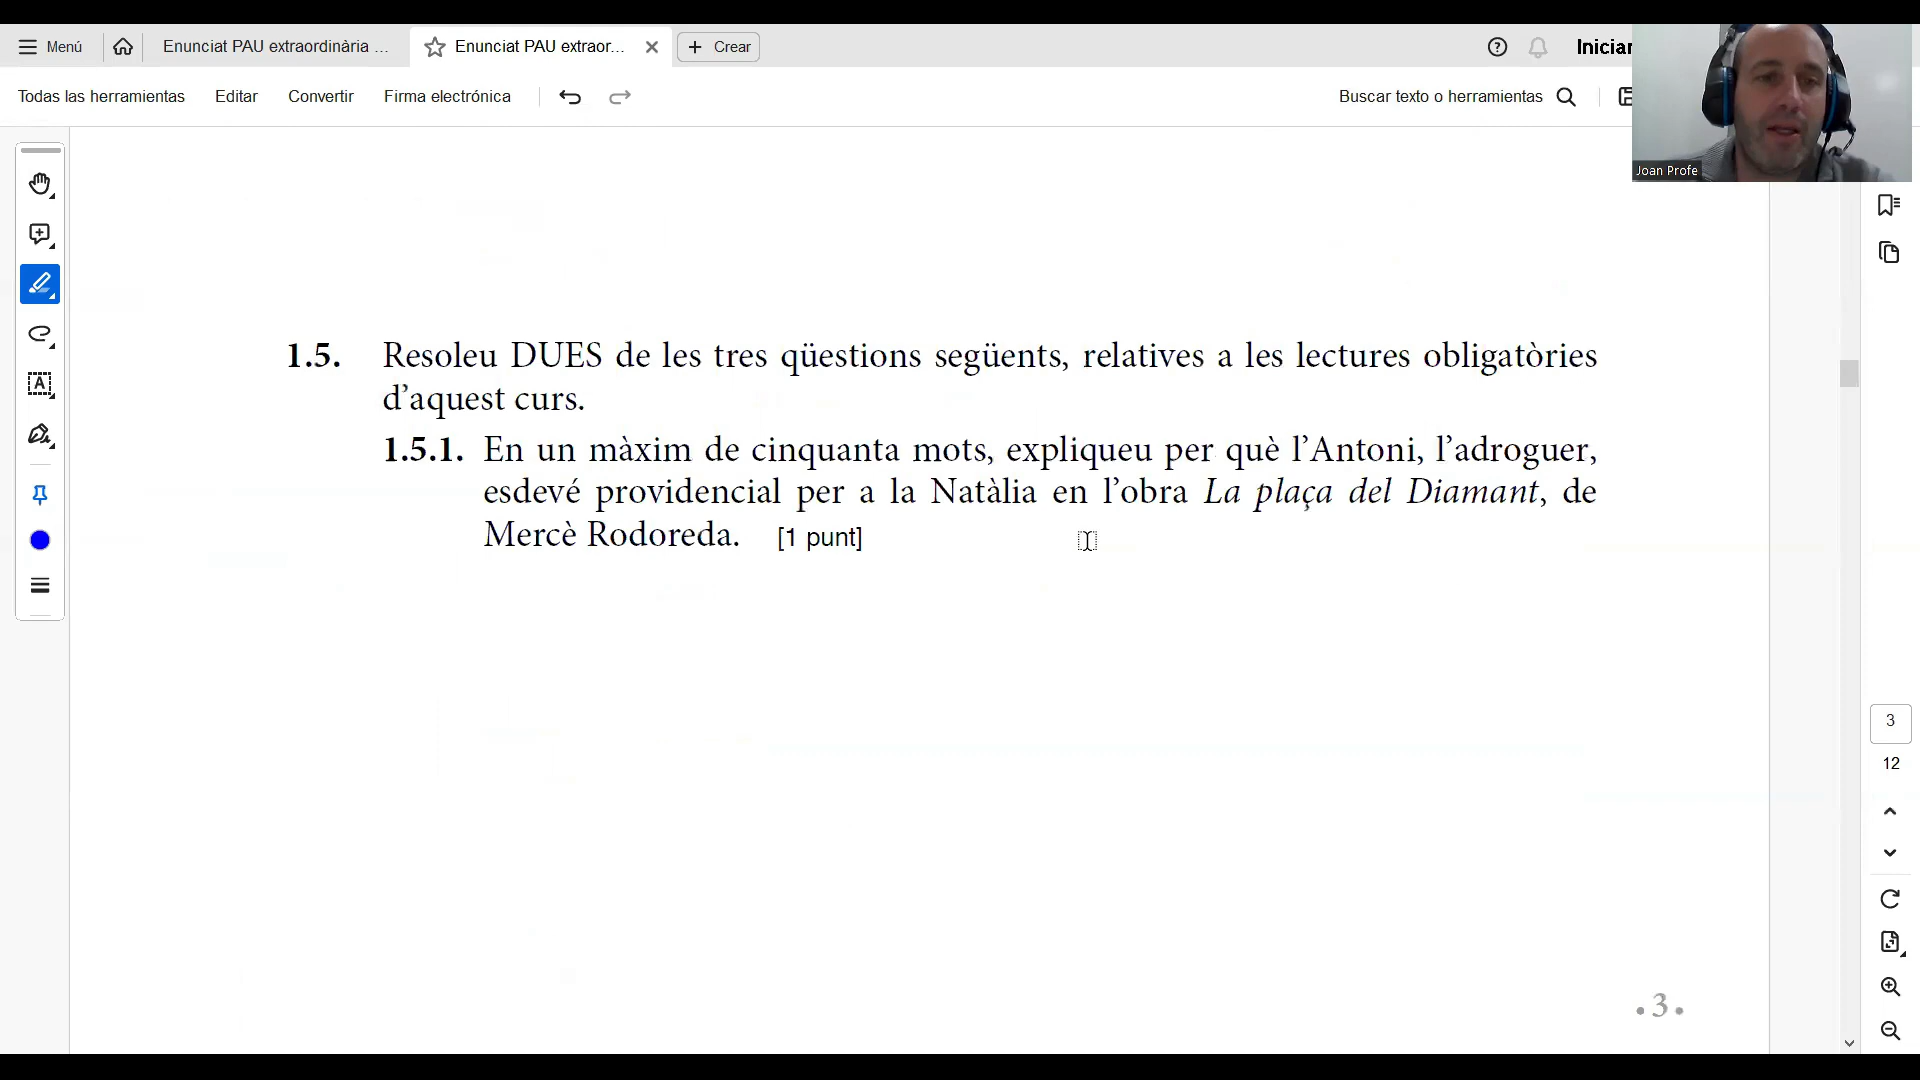 Menú
Enunciat PAU extraordinària ...
Enunciat PAU extraor...
Crear
Iniciar
Todas las herramientas
Editar
Convertir
Firma electrónica
Buscar texto o herramientas
Joan Profe
1.5. Resoleu DUES de les tres qüestions següents, relatives a les lectures obligatòries
d’aquest curs.
1.5.1. En un màxim de cinquanta mots, expliqueu per què l’Antoni, l’adroguer,
esdevé providencial per a la Natàlia en l’obra La plaça del Diamant, de
Mercè Rodoreda. [1 punt]
3
12
•3•